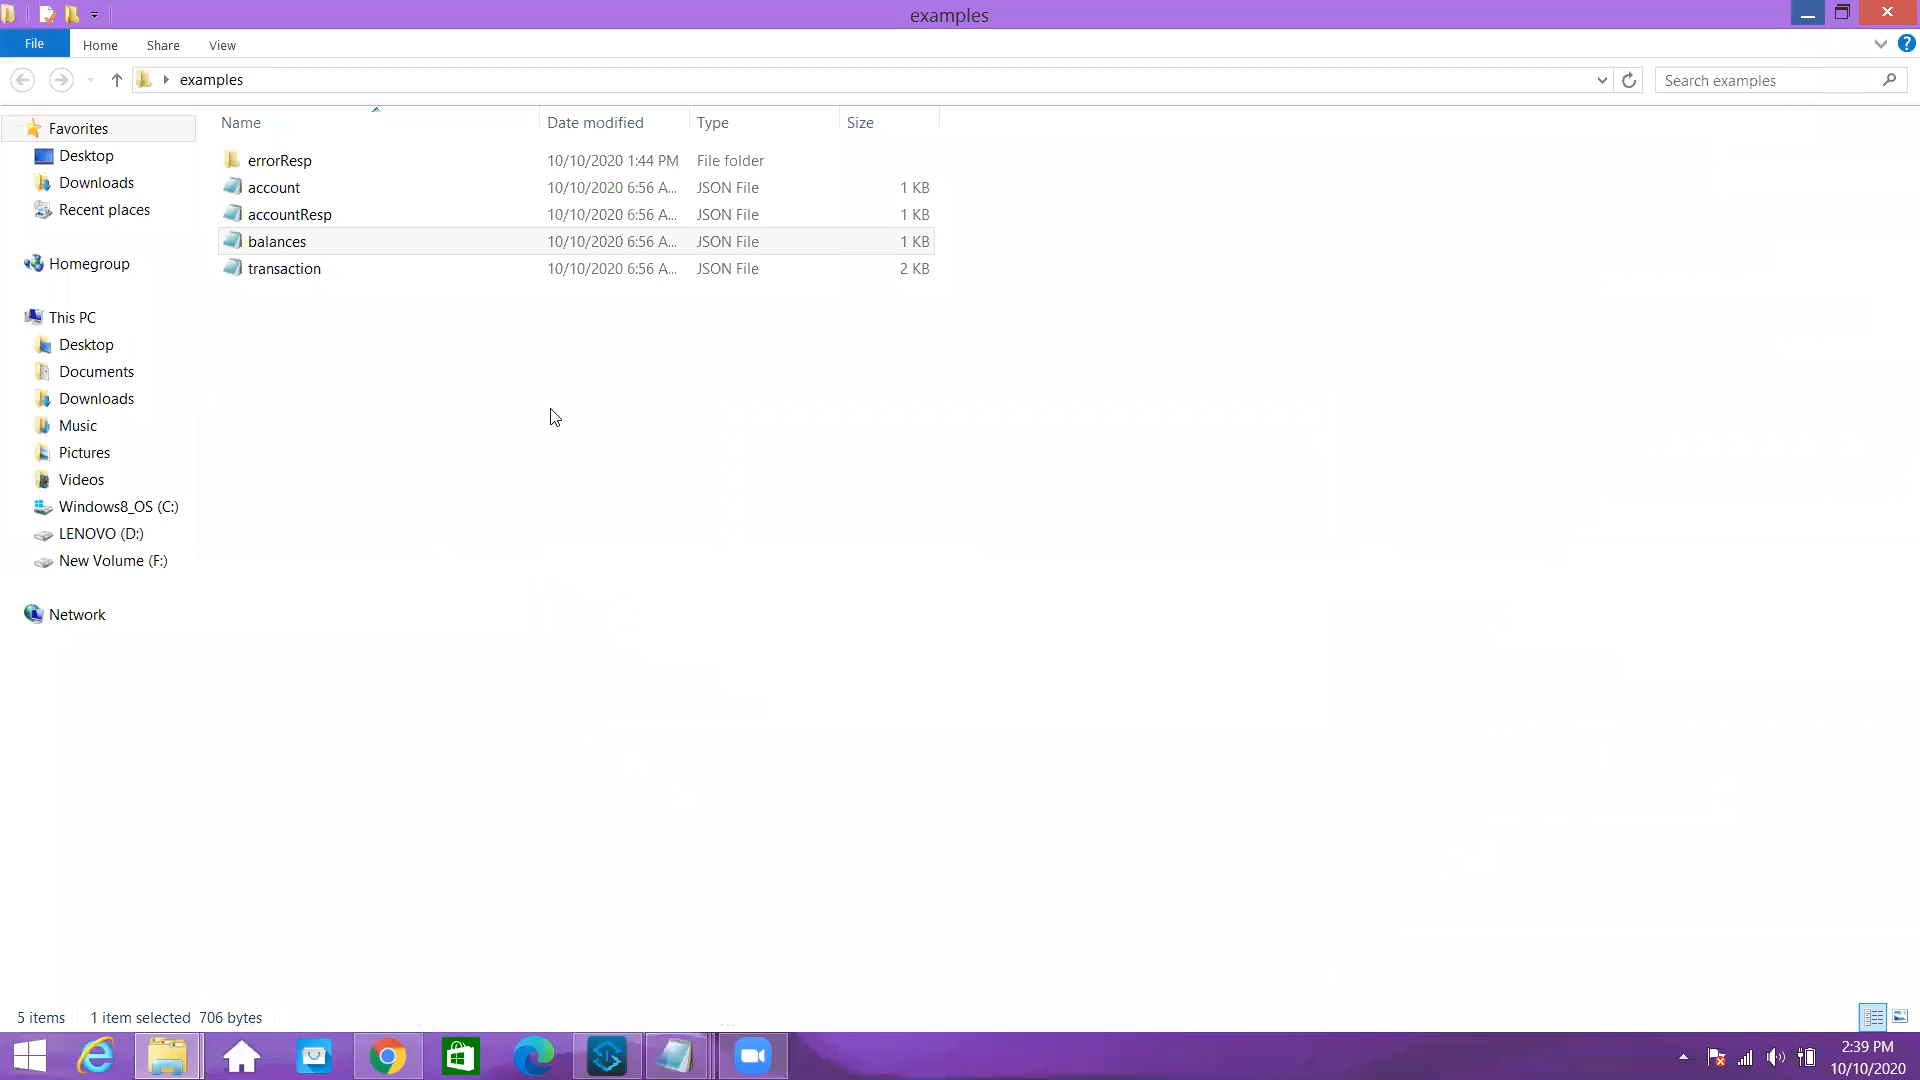 examples
File Home Share View
examples
Search examples
Name Date modified Type Size
errorResp 10/10/2020 1:44 PM File folder
account 10/10/2020 6:56 A... JSON File 1 KB
accountResp 10/10/2020 6:56 A... JSON File 1 KB
balances 10/10/2020 6:56 A... JSON File 1 KB
transaction 10/10/2020 6:56 A... JSON File 2 KB
Favorites
Desktop
Downloads
Recent places
Homegroup
This PC
Desktop
Documents
Downloads
Music
Pictures
Videos
Windows8_OS (C:)
LENOVO (D:)
New Volume (F:)
Network
5 items 1 item selected 706 bytes
2:39 PM
10/10/2020